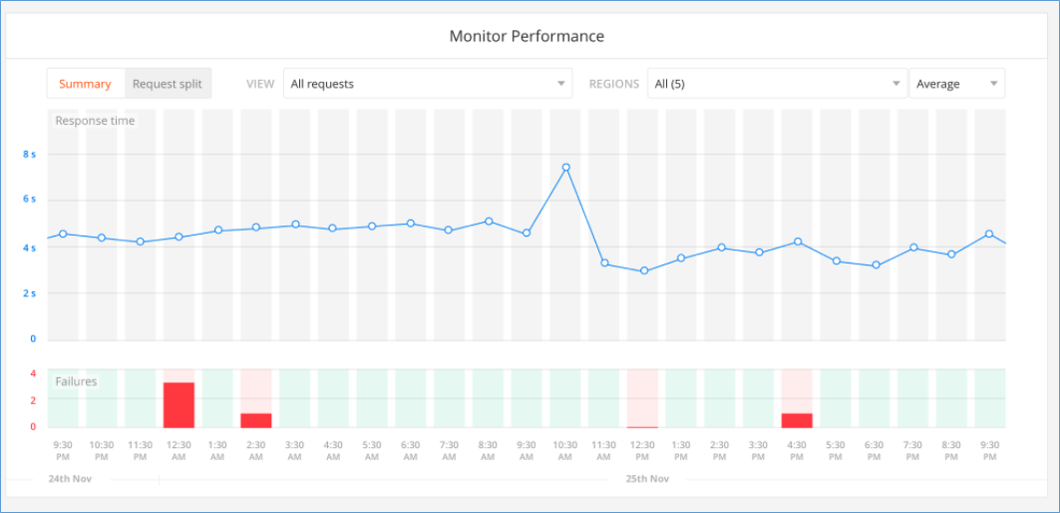 Monitor Performance
Summary Request split VIEW All requests REGIONS All (5) Average
Response time
8 s
6 s
4 s
2 s
0
4
Failures
2
0
9:30 10:30 11:30 12:30 1:30 2:30 3:30 4:30 5:30 6:30 7:30 8:30 9:30 10:30 11:30 12:30 1:30 2:30 3:30 4:30 5:30 6:30 7:30 8:30 9:30
PM PM PM AM AM AM AM AM AM AM AM AM AM AM AM PM PM PM PM PM PM PM PM PM PM
24th Nov 25th Nov